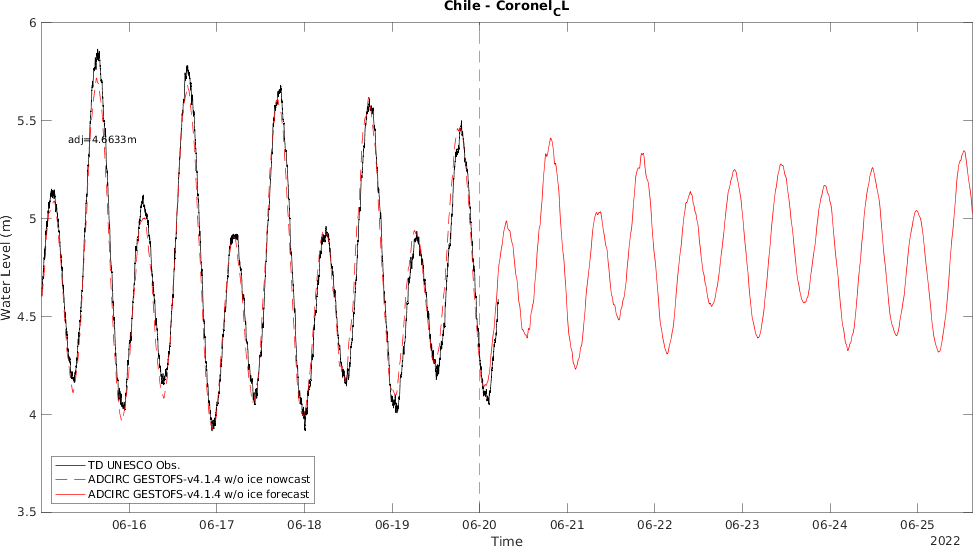 Chile - Coronel_CL
6
5.5
5
4.5
4
3.5
Water Level (m)
adj=4.6633m
TD UNESCO Obs.
ADCIRC GESTOFS-v4.1.4 w/o ice nowcast
ADCIRC GESTOFS-v4.1.4 w/o ice forecast
06-16 06-17 06-18 06-19 06-20 06-21 06-22 06-23 06-24 06-25
Time
2022